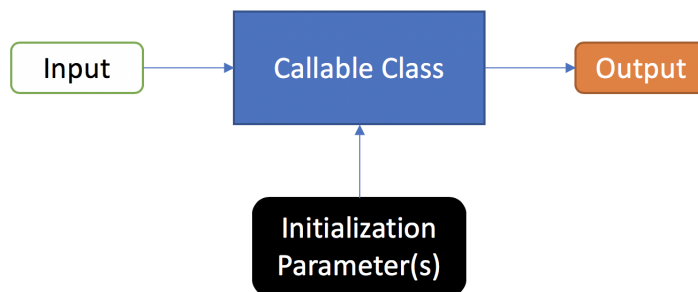 Input
Callable Class
Output
Initialization
Parameter(s)